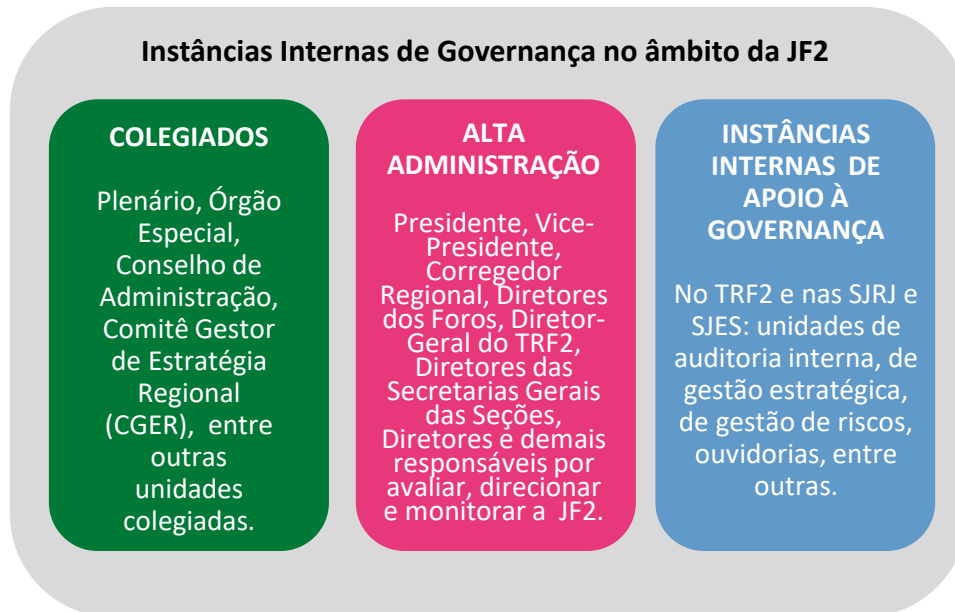 Instâncias Internas de Governança no âmbito da JF2
COLEGIADOS
Plenário, Órgão
Especial,
Conselho de
Administração,
Comitê Gestor
de Estratégia
Regional
(CGER), entre
outras
unidades
colegiadas.
ALTA
ADMINISTRAÇÃO
Presidente, Vice-
Presidente,
Corregedor
Regional, Diretores
dos Foros, Diretor-
Geral do TRF2,
Diretores das
Secretarias Gerais
das Seções,
Diretores e demais
responsáveis por
avaliar, direcionar
e monitorar a JF2.
INSTÂNCIAS
INTERNAS DE
APOIO À
GOVERNANÇA
No TRF2 e nas SJRJ e
SJES: unidades de
auditoria interna, de
gestão estratégica,
de gestão de riscos,
ouvidorias, entre
outras.